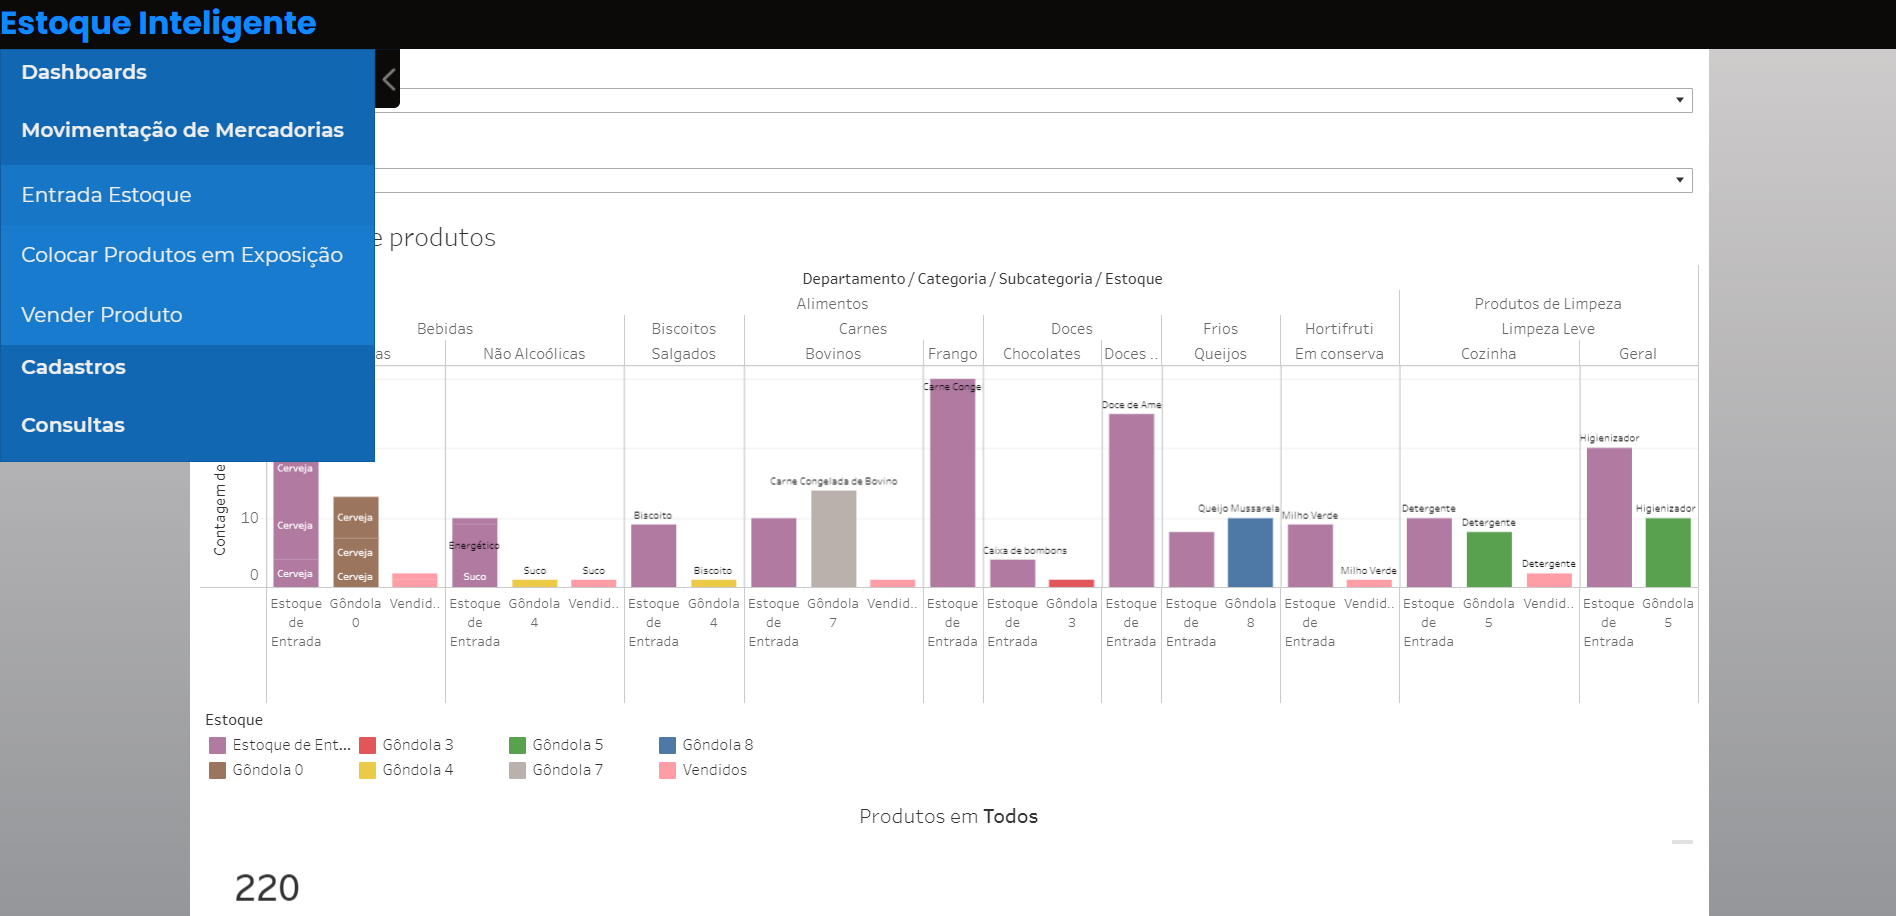 Estoque Inteligente
Dashboards
Movimentação de Mercadorias
Entrada Estoque
Colocar Produtos em Exposição
Vender Produto
Cadastros
Consultas
e produtos
Departamento / Categoria / Subcategoria / Estoque
Alimentos Produtos de Limpeza
Bebidas Biscoitos Carnes Doces Frios Hortifruti Limpeza Leve
as Não Alcoólicas Salgados Bovinos Frango Chocolates Doces .. Queijos Em conserva Cozinha Geral
Carne Conge
Doce de Ame
Higienizador
Cerveja
Carne Congelada de Bovino
Contagem de
10
Cerveja
Biscoito
Queijo Mussarela
Milho Verde
Detergente
Higienizador
Cerveja
Detergente
Energético
Cerveja
Caixa de bombons
Detergente
0
Cerveja
Cerveja
Suco
Suco
Suco
Biscoito
Milho Verde
Estoque de Entrada Gôndola 0 Vendid.. Estoque de Entrada Gôndola 4 Vendid.. Estoque de Entrada Gôndola 4 Estoque de Entrada Gôndola 7 Vendid.. Estoque de Entrada Estoque de Entrada Gôndola 3 Estoque de Entrada Estoque de Entrada Gôndola 8 Estoque de Entrada Vendid.. Estoque de Entrada Gôndola 5 Vendid.. Estoque de Entrada Gôndola 5
Estoque
Estoque de Ent... Gôndola 3 Gôndola 5 Gôndola 8
Gôndola 0 Gôndola 4 Gôndola 7 Vendidos
Produtos em Todos
220